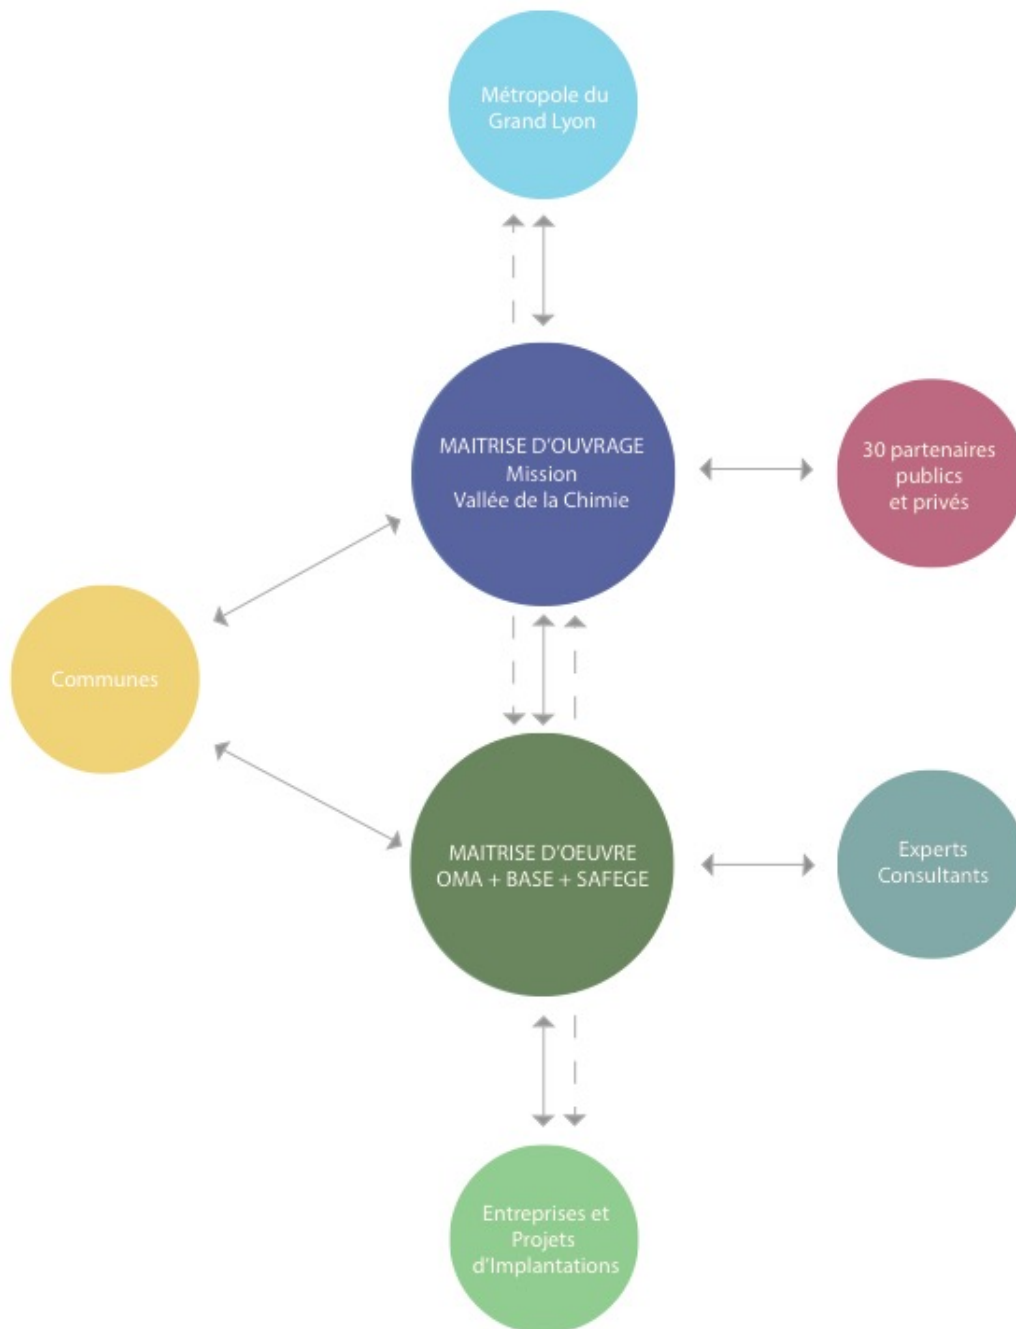 Métropole du
Grand Lyon
MAITRISE D'OUVRAGE
Mission
Vallée de la Chimie
30 partenaires
publics
et privés
Communes
MAITRISE D'OEUVRE
OMA + BASE + SAFEGE
Experts
Consultants
Entreprises et
Projets
d'Implantations